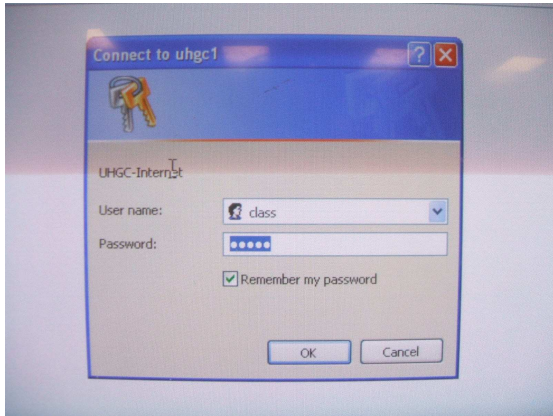 Connect to uhgc1
UHGC-Internet
User name:
class
Password:
•••••
Remember my password
OK
Cancel